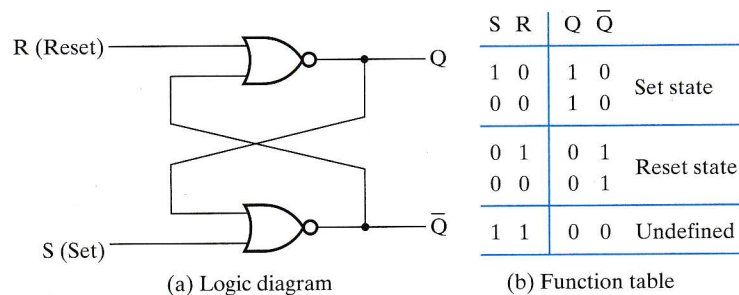 R (Reset)
Q
Q̅
S (Set)
(a) Logic diagram
S R Q Q̅
1 0 1 0
0 0 1 0
Set state
0 1 0 1
0 0 0 1
Reset state
1 1 0 0 Undefined
(b) Function table